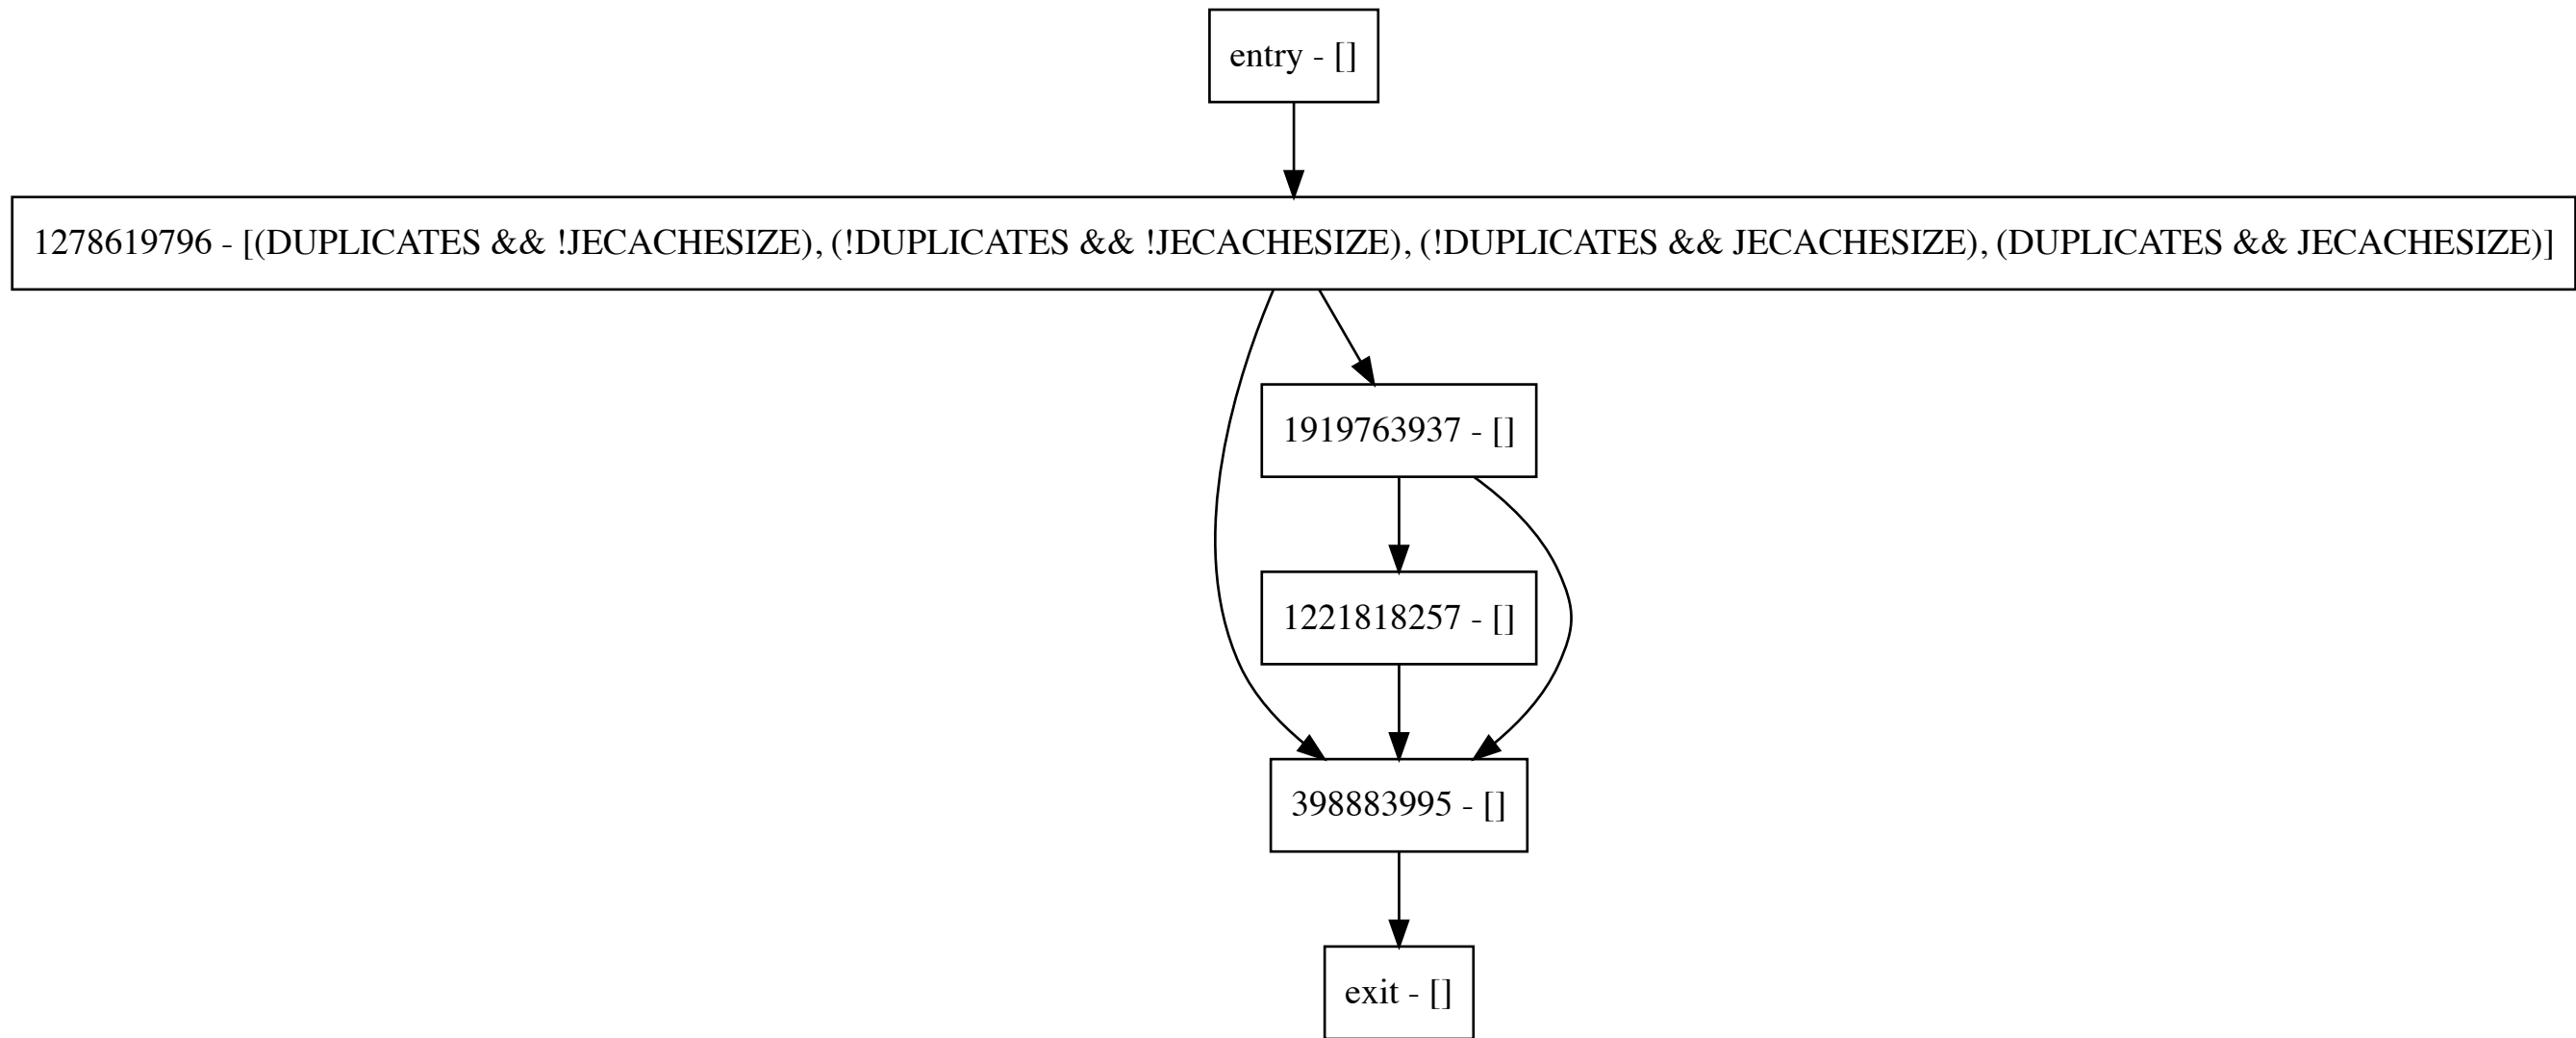 entry - []
1278619796 - [(DUPLICATES && !JECACHESIZE), (!DUPLICATES && !JECACHESIZE), (!DUPLICATES && JECACHESIZE), (DUPLICATES && JECACHESIZE)]
1919763937 - []
1221818257 - []
398883995 - []
exit - []